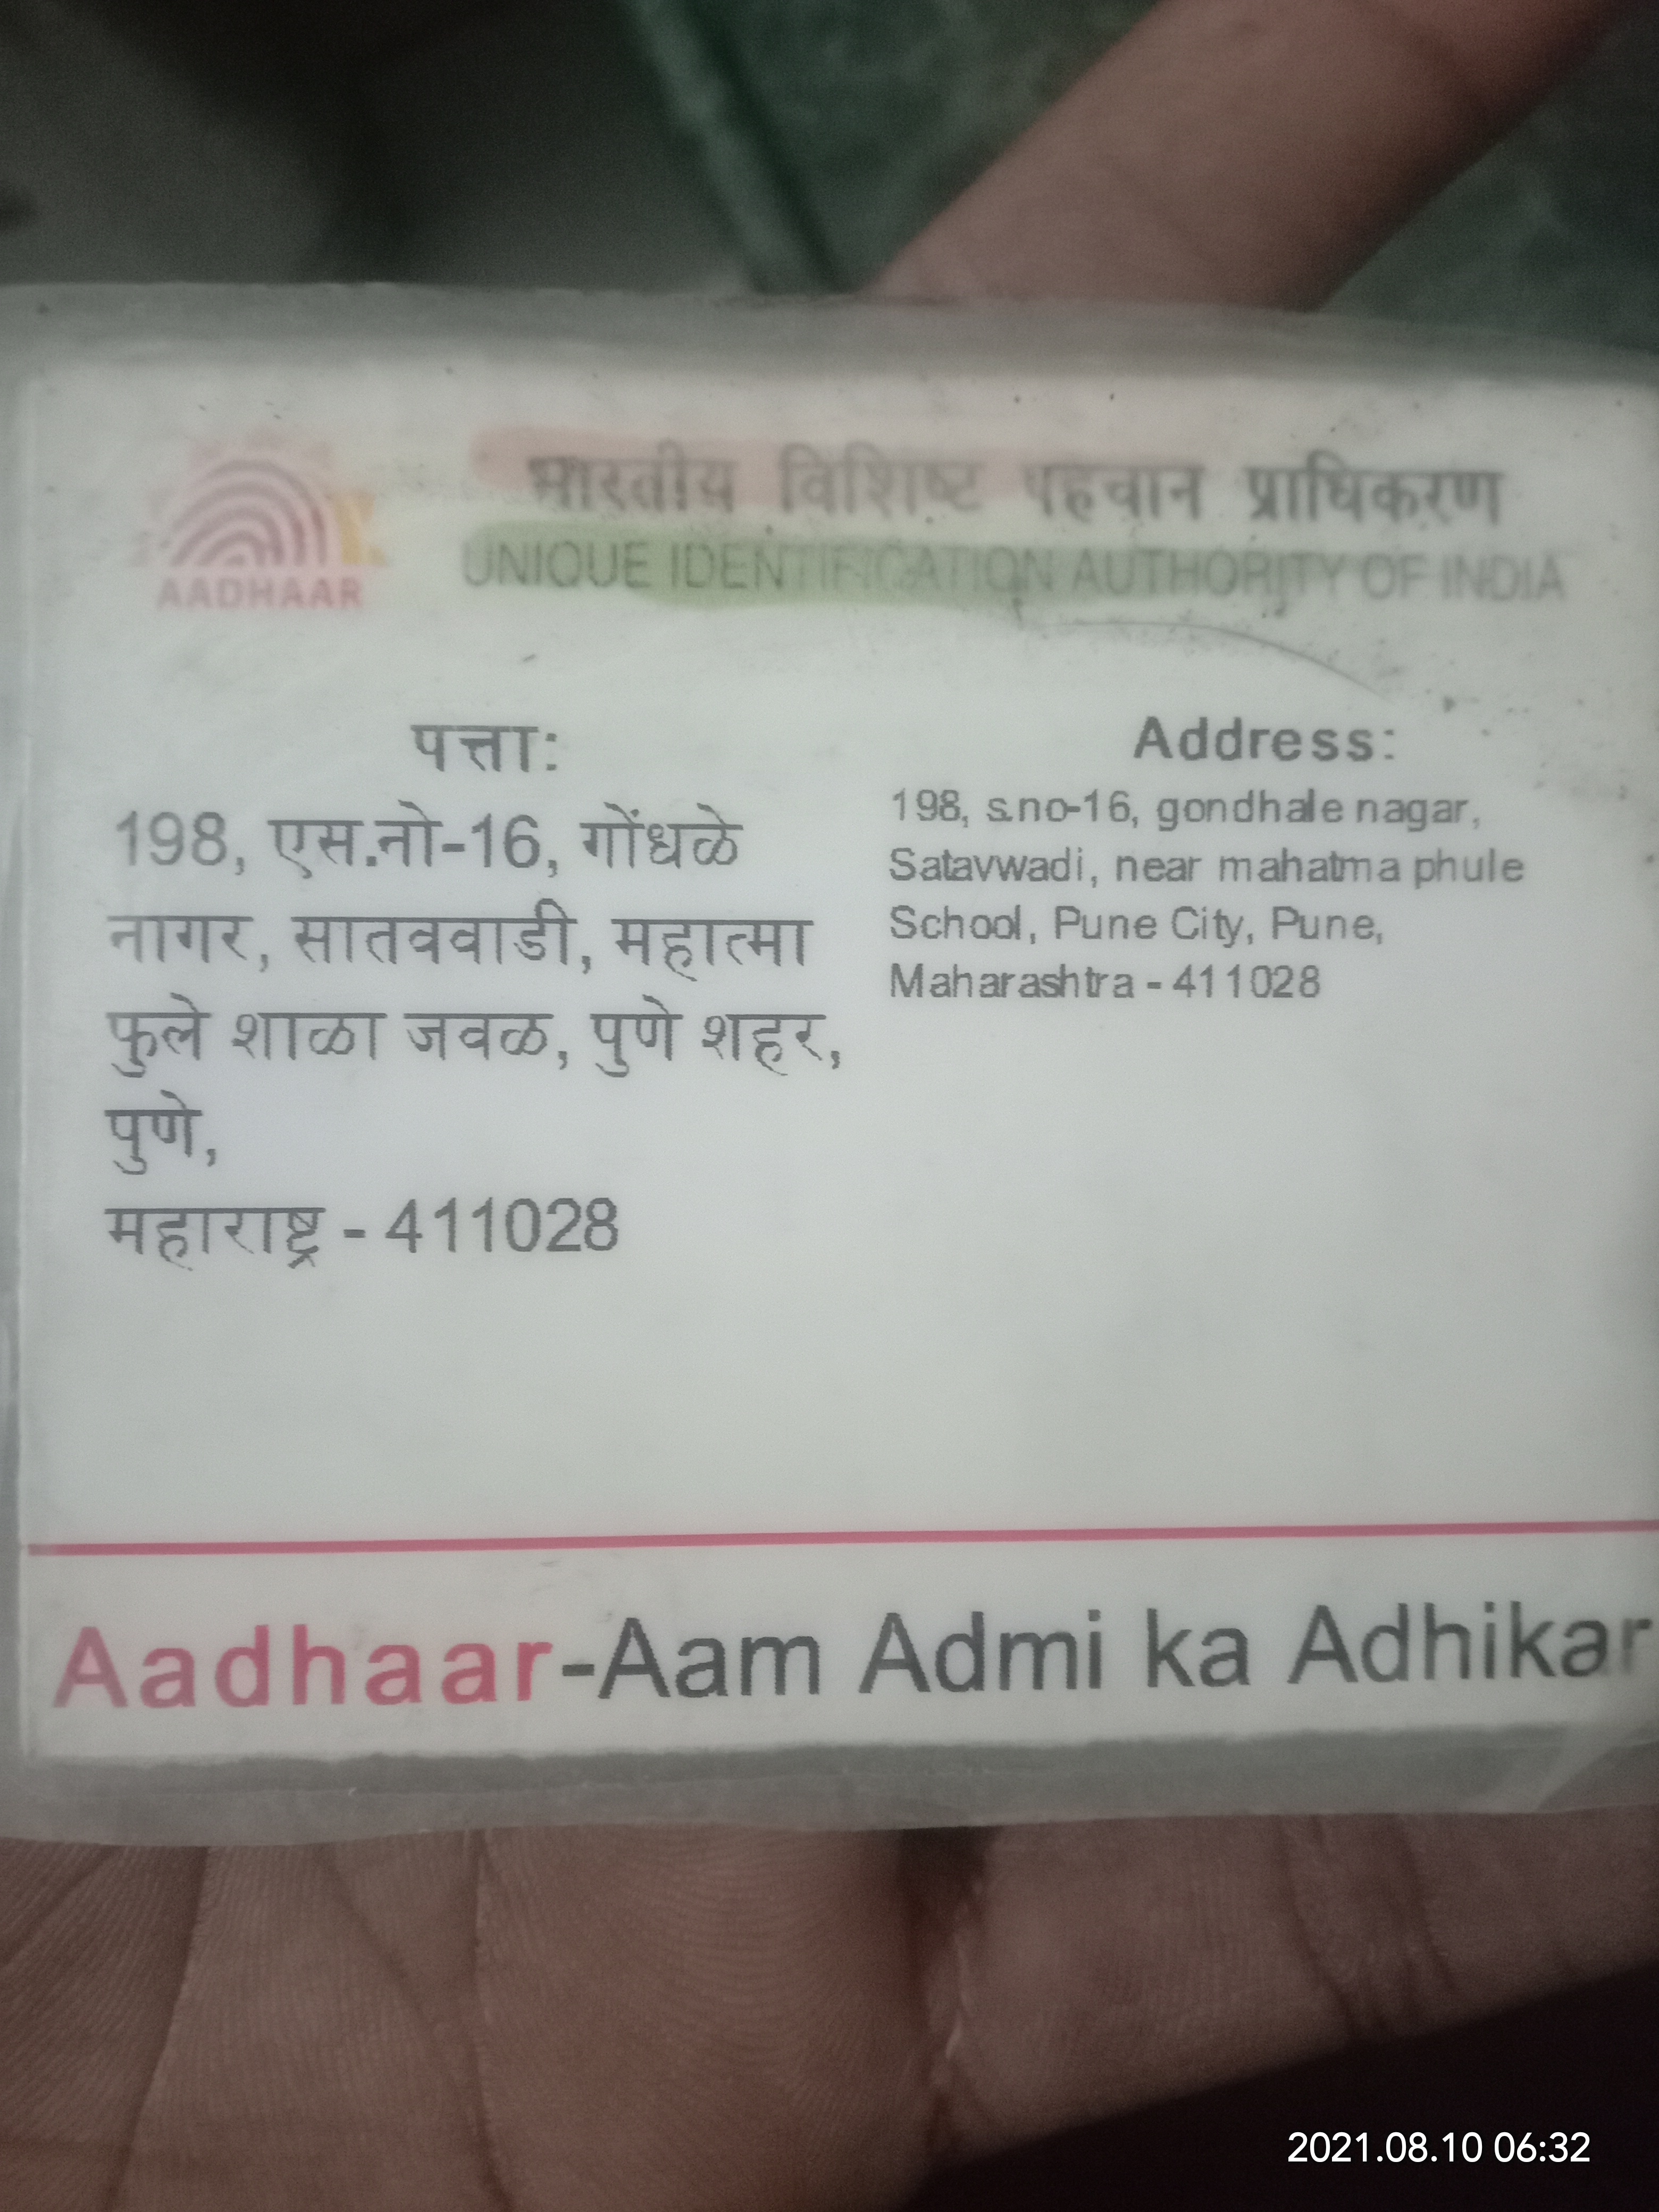 भारतीय विशिष्ट पहचान प्राधिकरण
AADHAAR
UNIQUE IDENTIFICATION AUTHORITY OF INDIA
पत्ता:
198, एस.नो-16, गोंधळे
नागर, सातववाडी, महात्मा
फुले शाळा जवळ, पुणे शहर,
पुणे,
महाराष्ट्र - 411028
Address:
198, s.no-16, gondhale nagar,
Satavwadi, near mahatma phule
School, Pune City, Pune,
Maharashtra - 411028
Aadhaar-Aam Admi ka Adhikar
2021.08.10 06:32